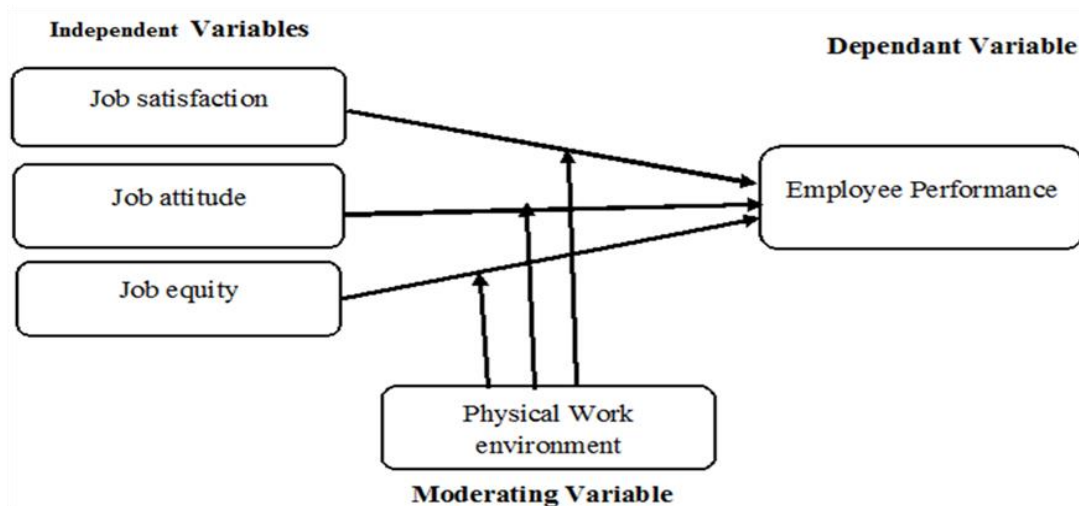 Independent Variables
Dependant Variable
Job satisfaction
Job attitude
Employee Performance
Job equity
Physical Work
environment
Moderating Variable